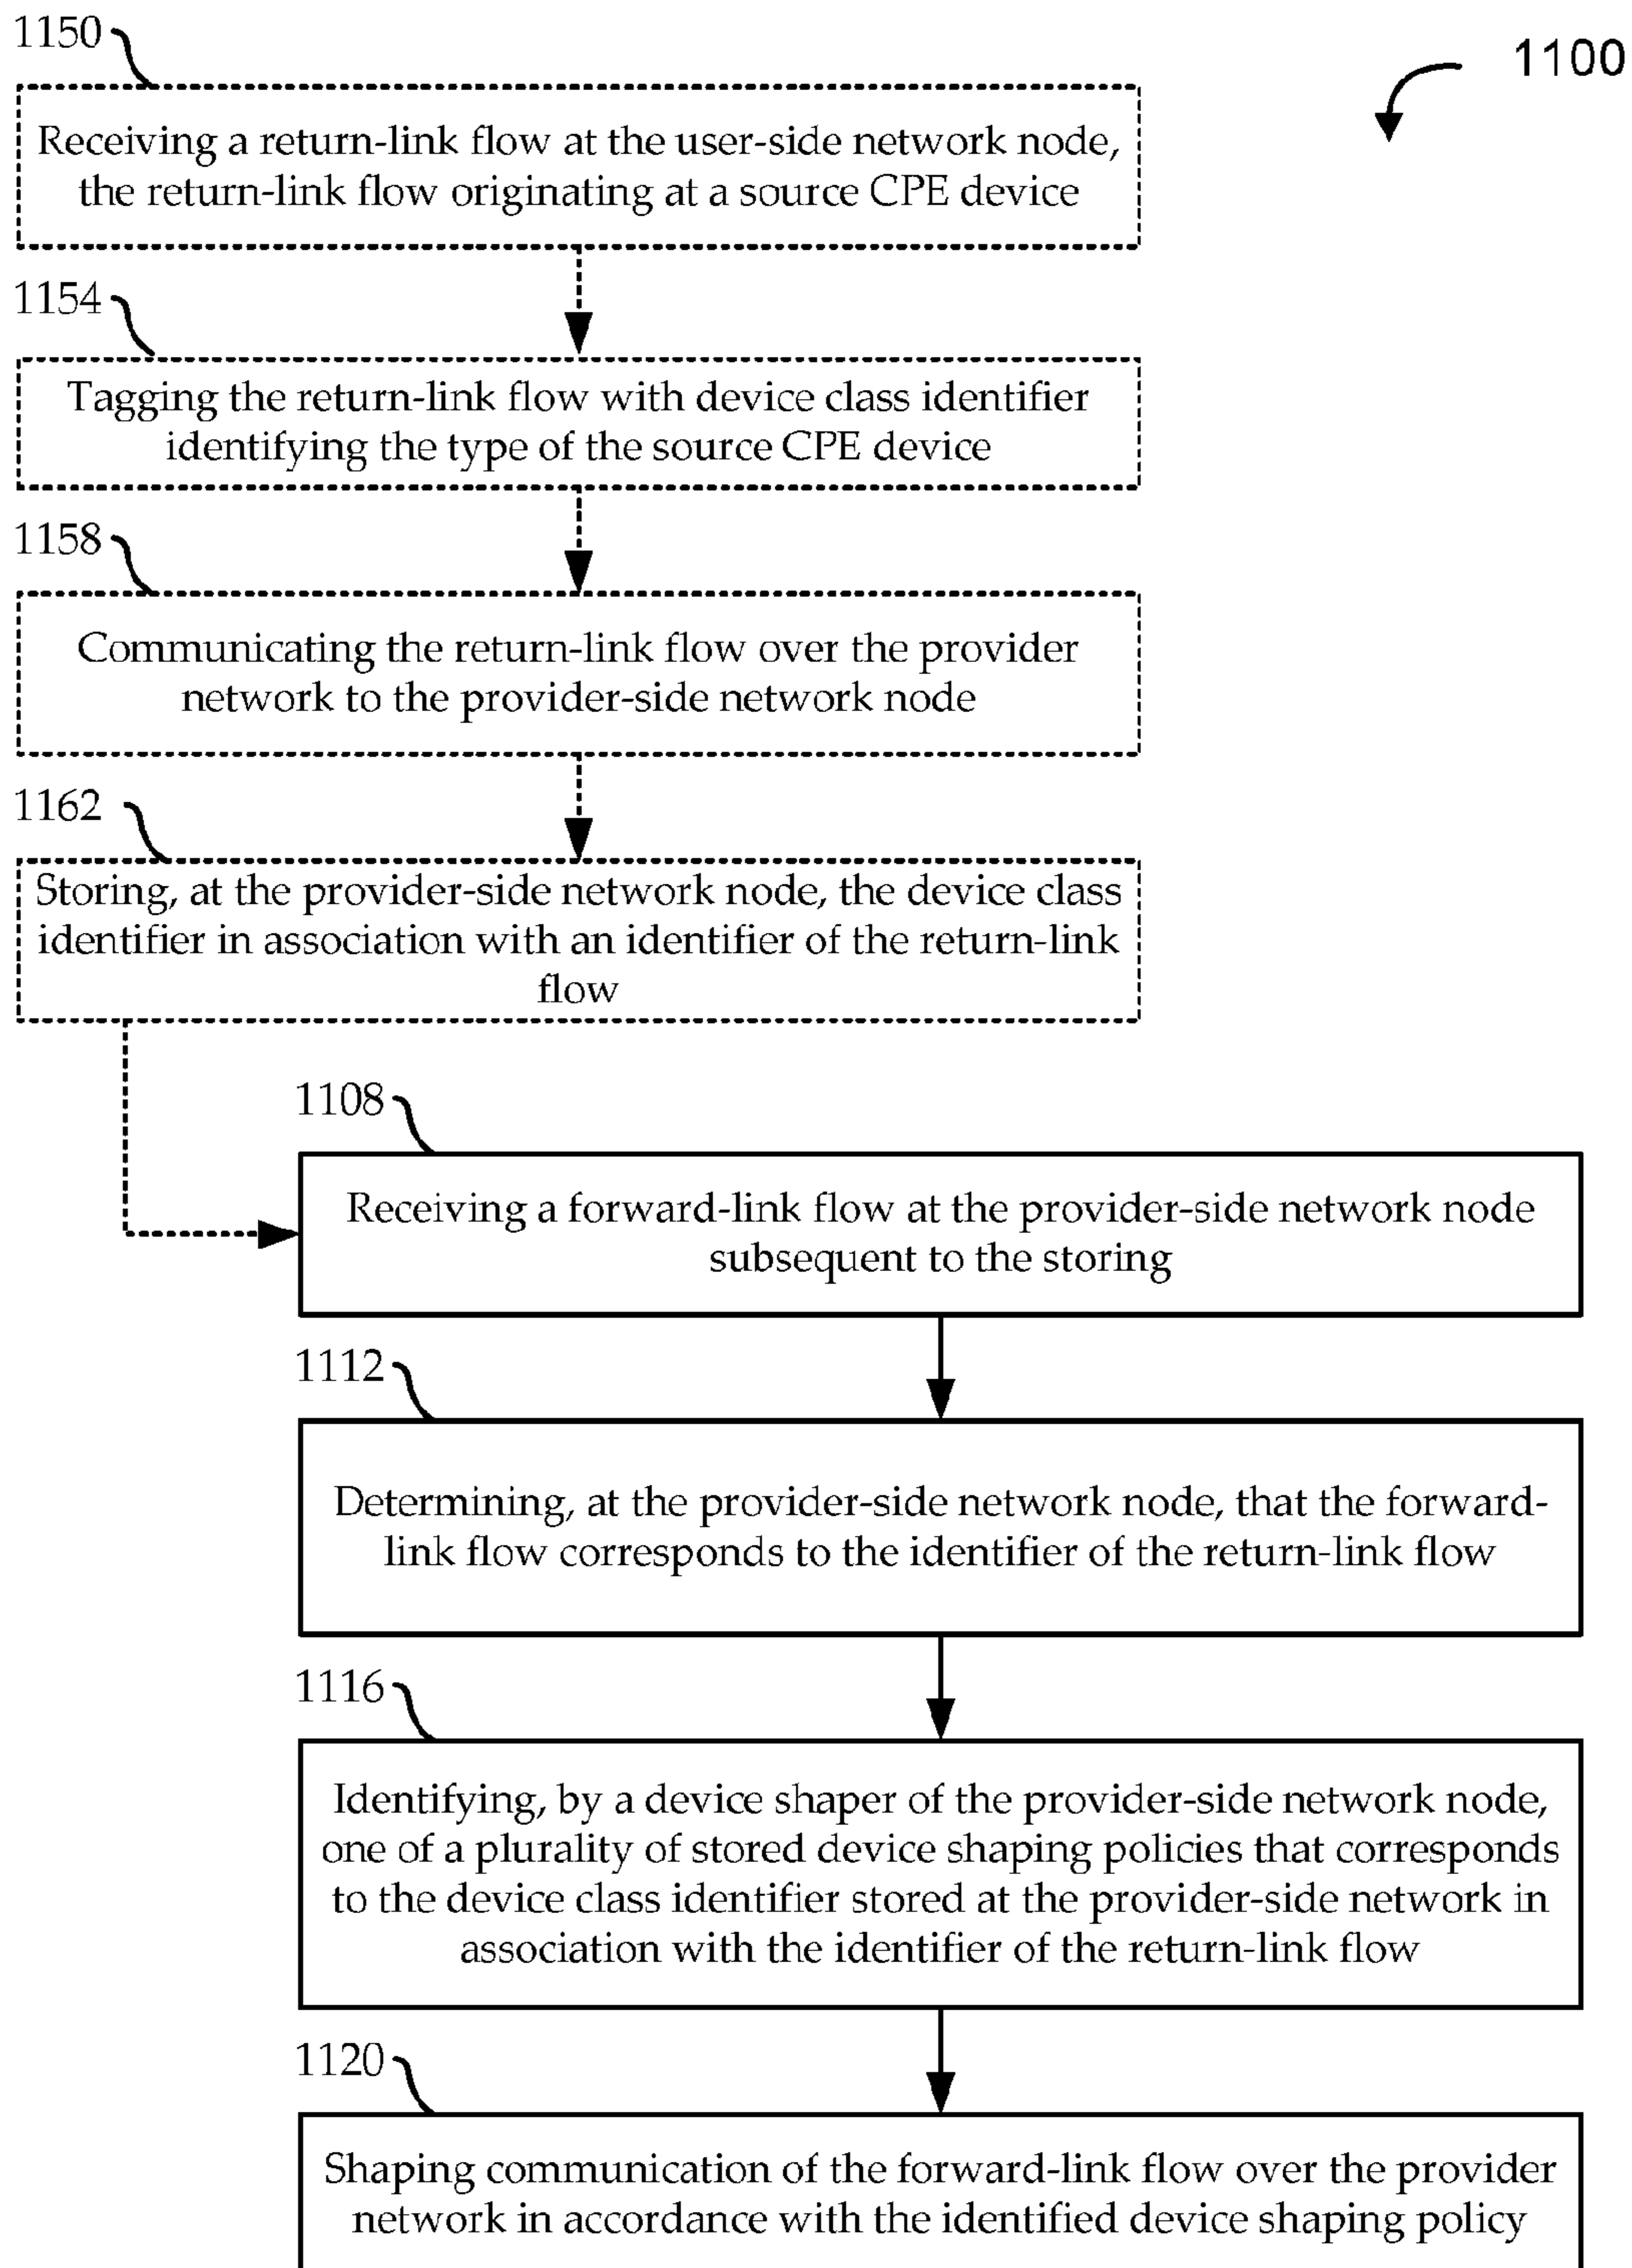 1150
1100
Receiving a return-link flow at the user-side network node,
the return-link flow originating at a source CPE device
1154
Tagging the return-link flow with device class identifier
identifying the type of the source CPE device
1158
Communicating the return-link flow over the provider
network to the provider-side network node
1162
Storing, at the provider-side network node, the device class
identifier in association with an identifier of the return-link
flow
1108
Receiving a forward-link flow at the provider-side network node
subsequent to the storing
1112
Determining, at the provider-side network node, that the forward-
link flow corresponds to the identifier of the return-link flow
1116
Identifying, by a device shaper of the provider-side network node,
one of a plurality of stored device shaping policies that corresponds
to the device class identifier stored at the provider-side network in
association with the identifier of the return-link flow
1120
Shaping communication of the forward-link flow over the provider
network in accordance with the identified device shaping policy